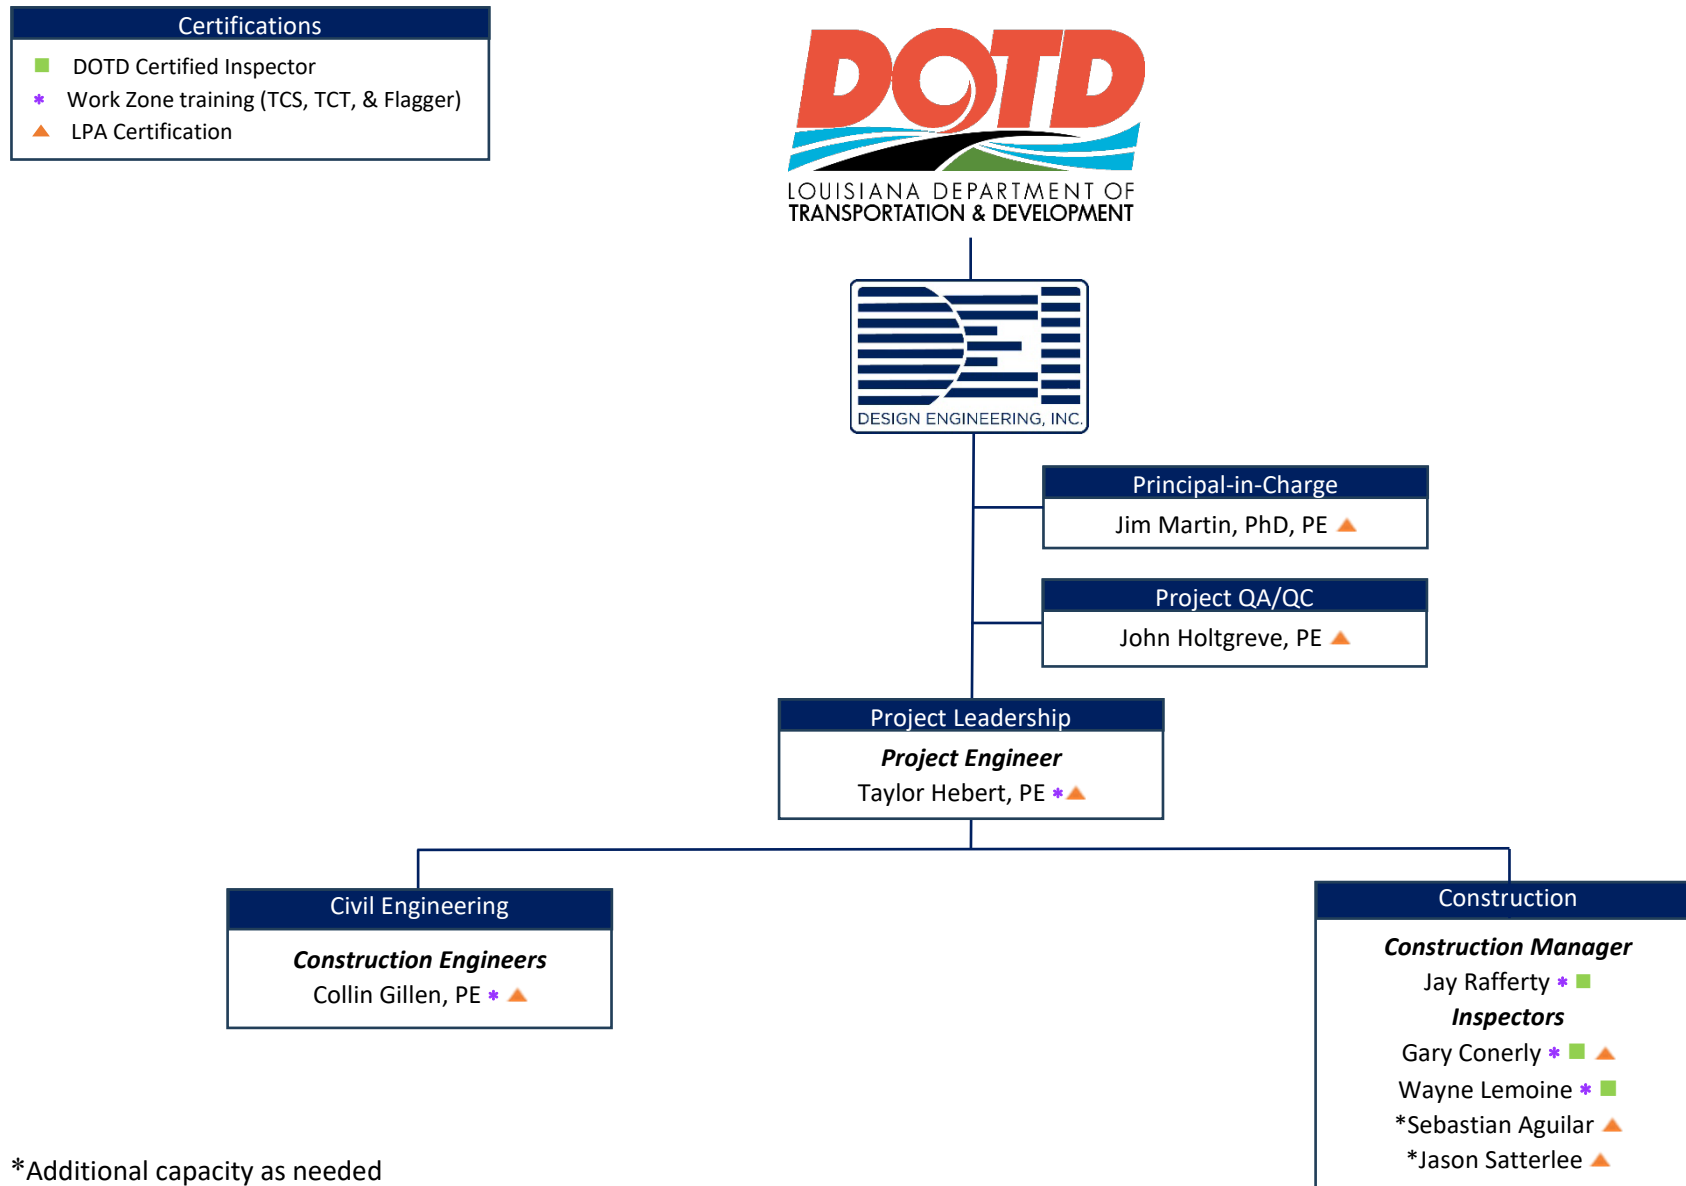 Certifications
DOTD Certified Inspector
Work Zone training (TCS, TCT, & Flagger)
LPA Certification
DOTD
LOUISIANA DEPARTMENT OF
TRANSPORTATION & DEVELOPMENT
DEI
DESIGN ENGINEERING, INC.
Principal-in-Charge
Jim Martin, PhD, PE
Project QA/QC
John Holtgreve, PE
Project Leadership
Project Engineer
Taylor Hebert, PE *
Civil Engineering
Construction Engineers
Collin Gillen, PE *
Construction
Construction Manager
Jay Rafferty *
Inspectors
Gary Conerly *
Wayne Lemoine *
*Sebastian Aguilar
*Jason Satterlee
*Additional capacity as needed